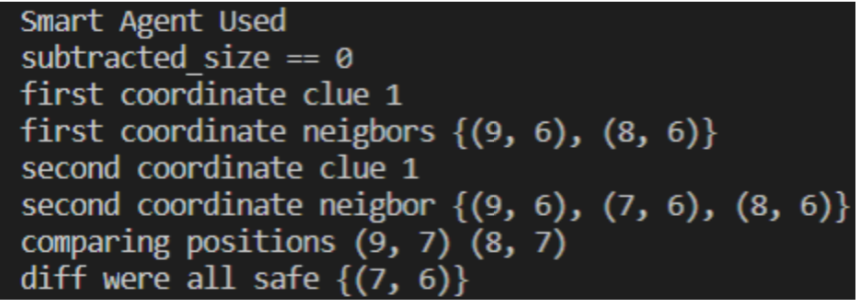 Smart Agent Used
subtracted_size == 0
first coordinate clue 1
first coordinate neigbors {(9, 6), (8, 6)}
second coordinate clue 1
second coordinate neigbor {(9, 6), (7, 6), (8, 6)}
comparing positions (9, 7) (8, 7)
diff were all safe {(7, 6)}